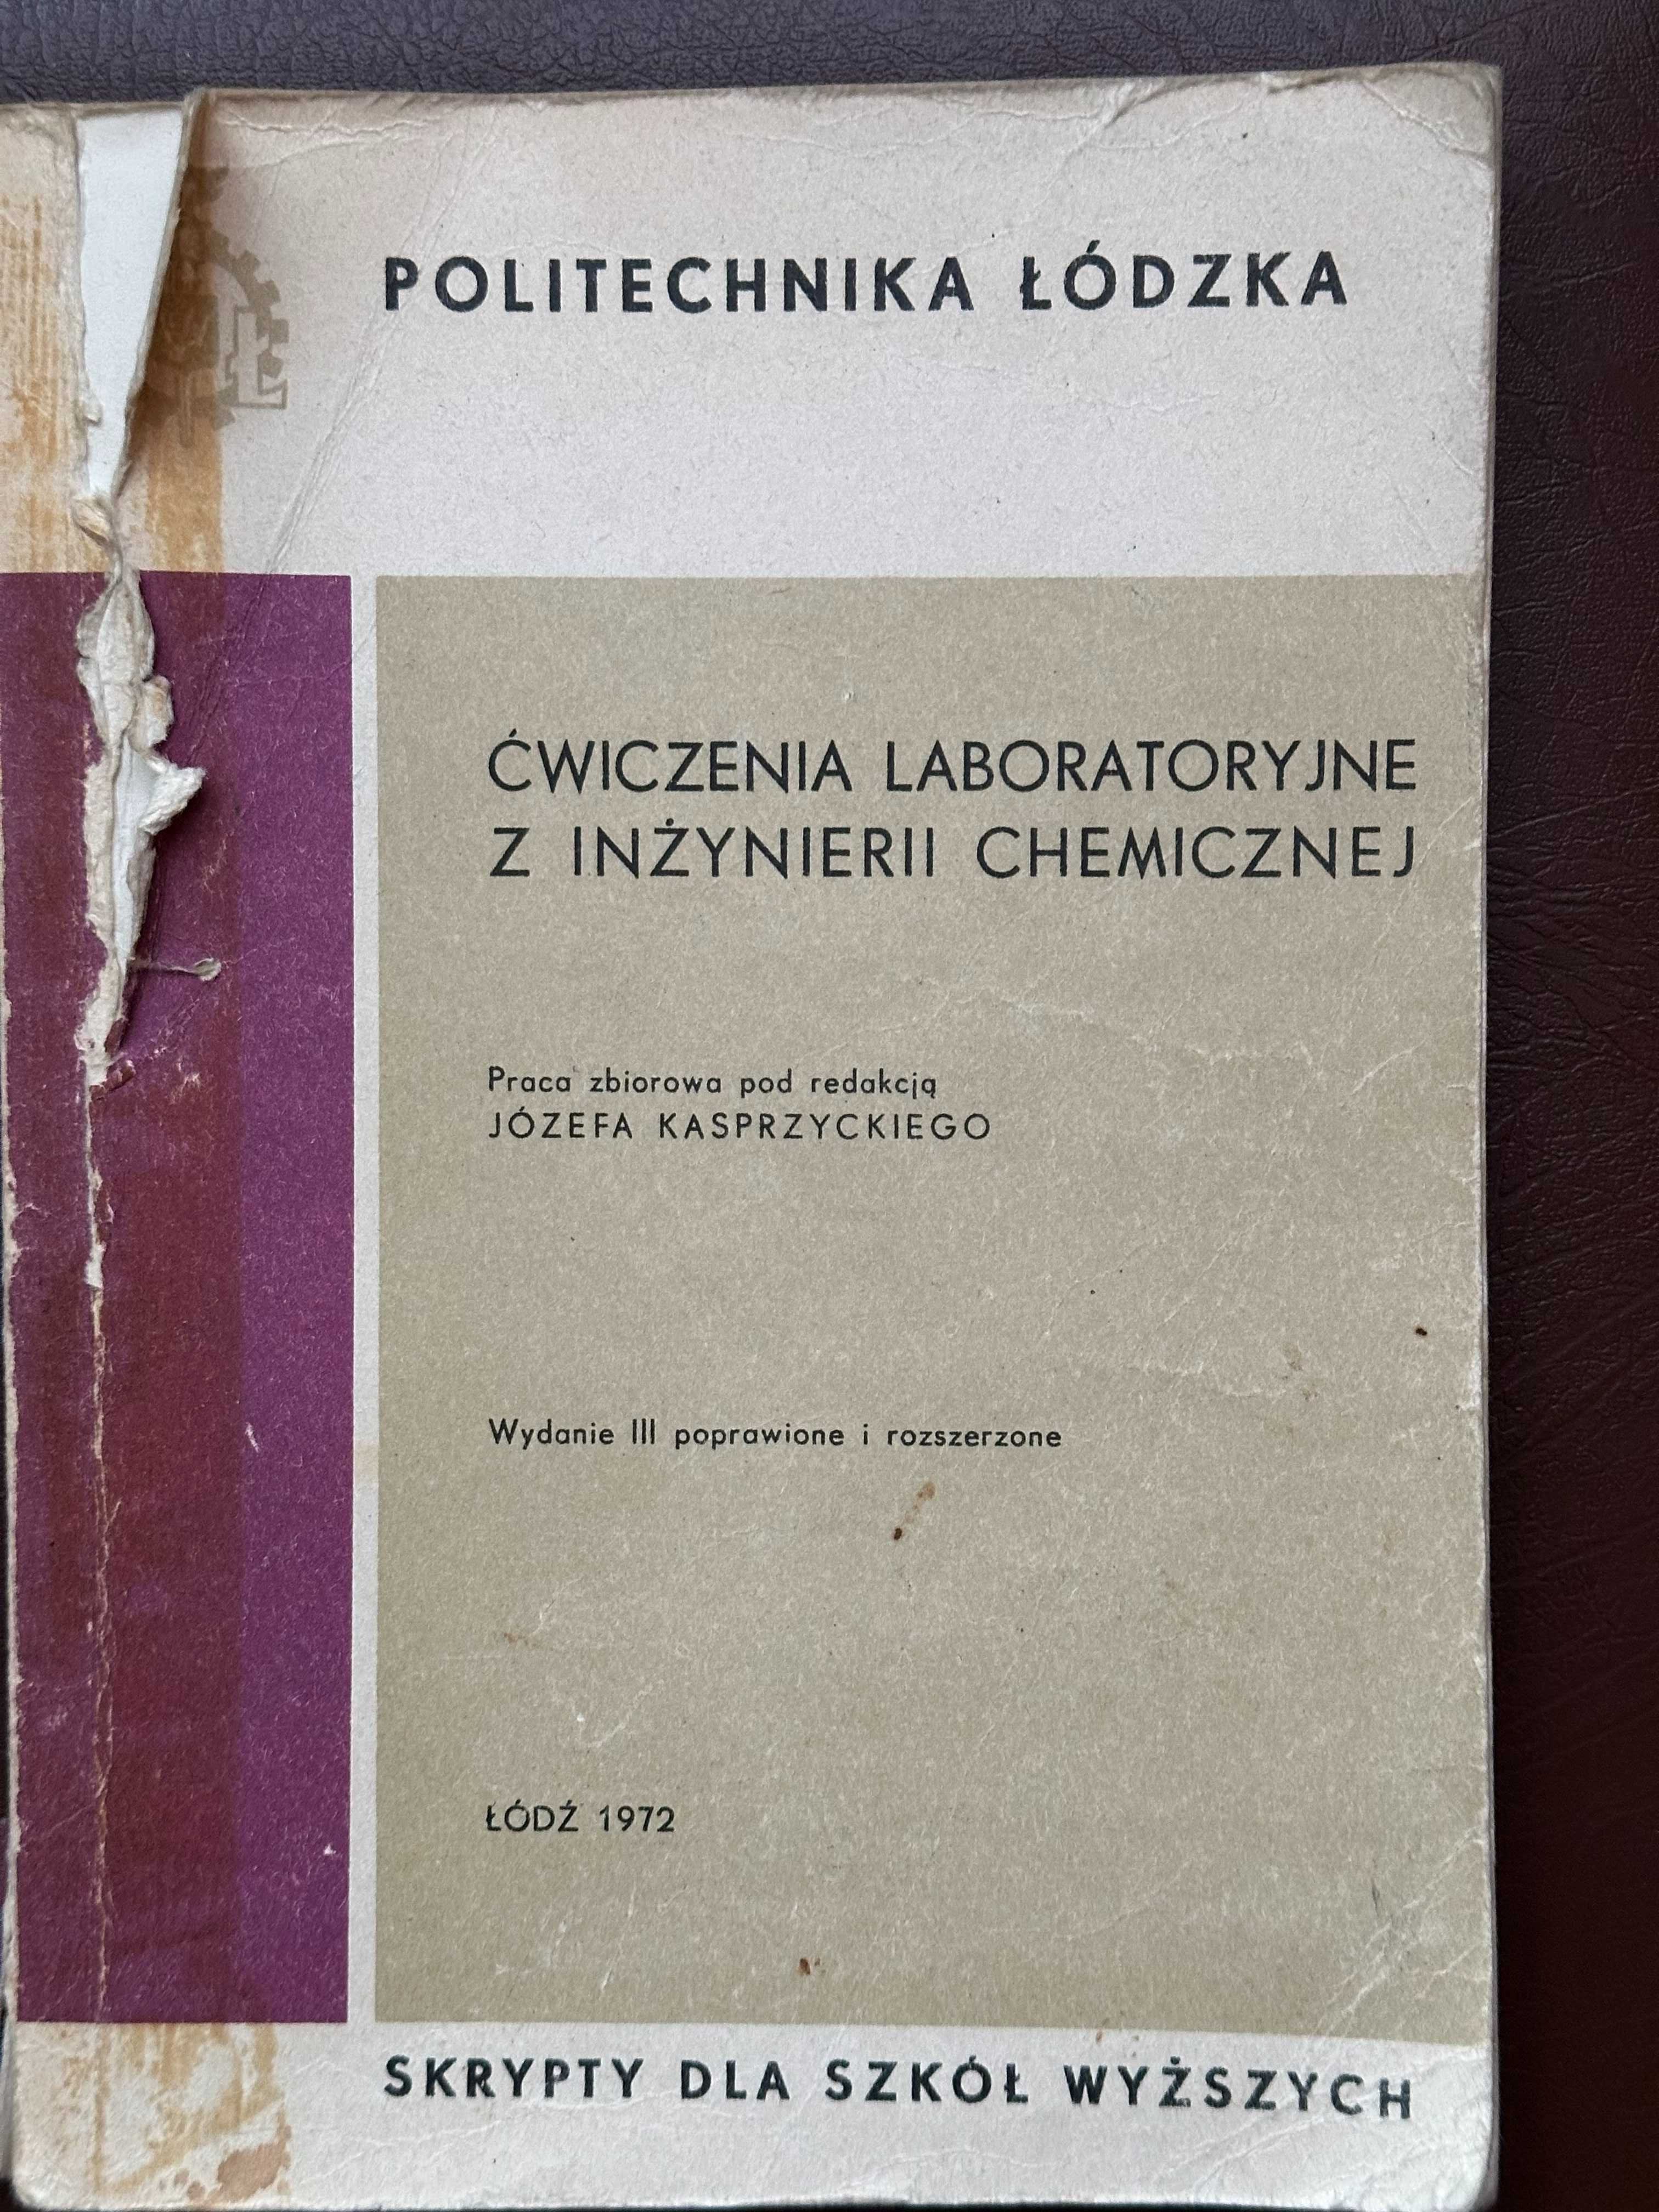 POLITECHNIKA ŁÓDZKA
ĆWICZENIA LABORATORYJNE
Z INŻYNIERII CHEMICZNEJ
Praca zbiorowa pod redakcją
JÓZEFA KASPRZYCKIEGO
Wydanie III poprawione i rozszerzone
ŁÓDŹ 1972
SKRYPTY DLA SZKÓŁ WYŻSZYCH